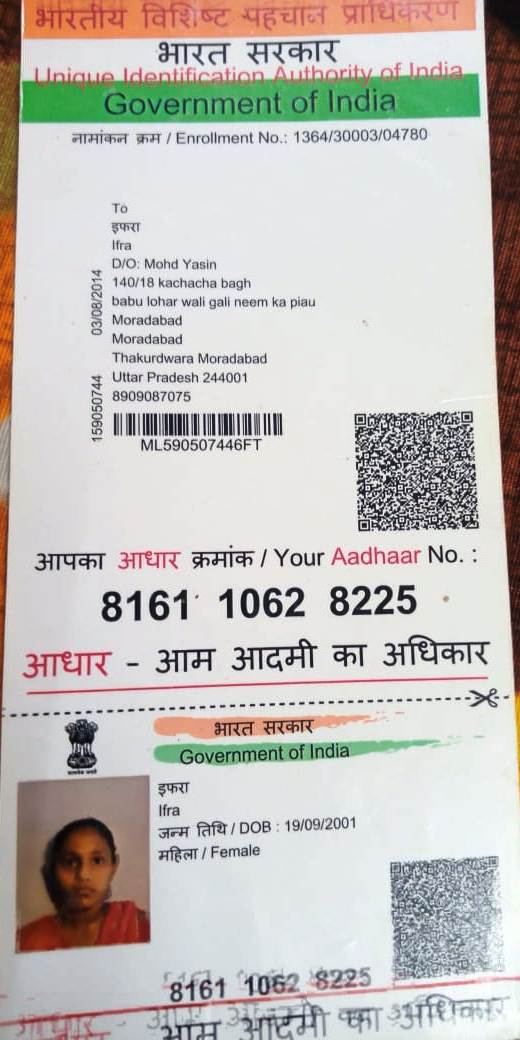 भारतीय विशिष्ट पहचान प्राधिकरण
भारत सरकार
Unique Identification Authority of India
Government of India
नामांकन क्रम / Enrollment No.: 1364/30003/04780
To
इफरा
Ifra
D/O: Mohd Yasin
140/18 kachacha bagh
babu lohar wali gali neem ka piau
Moradabad
Moradabad
Thakurdwara Moradabad
Uttar Pradesh 244001
8909087075
159050744 03/08/2014
ML590507446FT
आपका आधार क्रमांक / Your Aadhaar No. :
8161 1062 8225
आधार - आम आदमी का अधिकार
भारत सरकार
Government of India
इफरा
Ifra
जन्म तिथि / DOB : 19/09/2001
महिला / Female
8161 1062 8225
आधार - आम आदमी का अधिकार